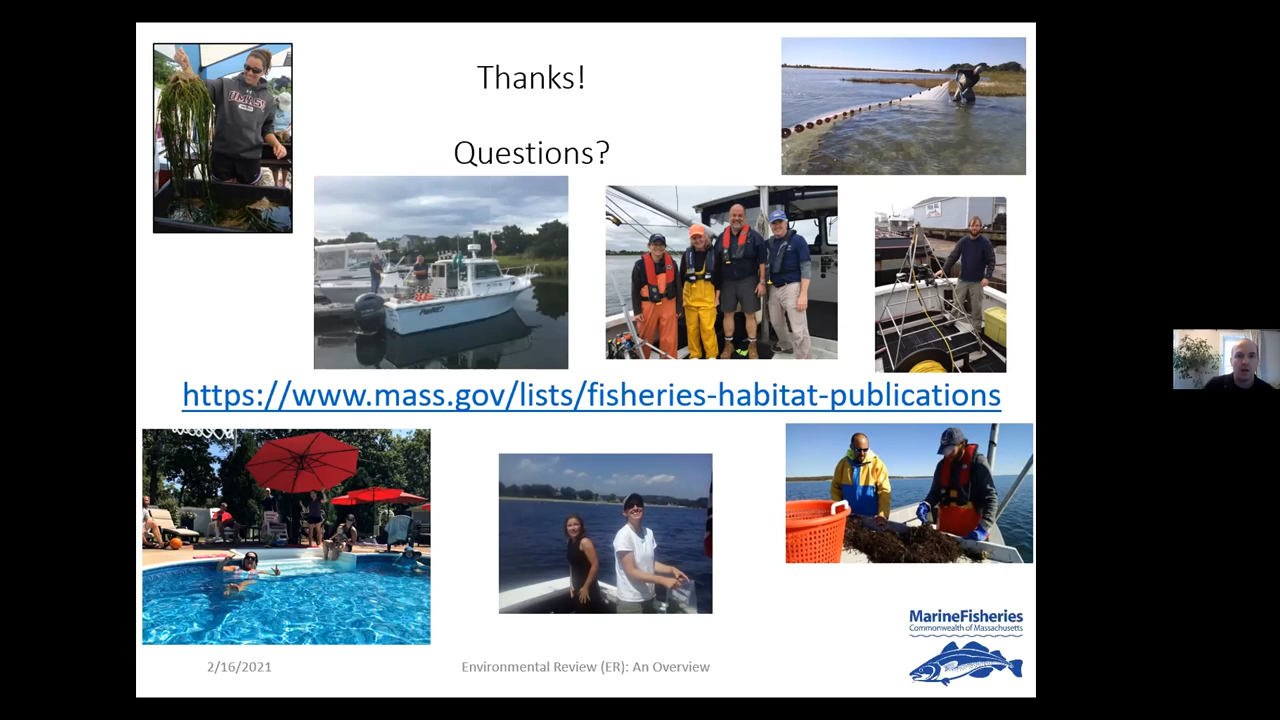 Thanks!
Questions?
UMASS
https://www.mass.gov/lists/fisheries-habitat-publications
MarineFisheries
Commonwealth of Massachusetts
2/16/2021
Environmental Review (ER): An Overview